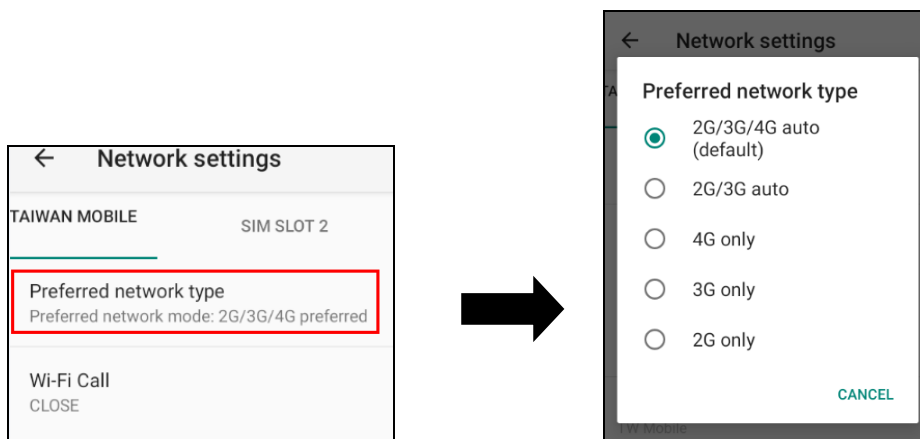 Network settings
TAIWAN MOBILE
SIM SLOT 2
Preferred network type
Preferred network mode: 2G/3G/4G preferred
Wi-Fi Call
CLOSE
Network settings
TA
Preferred network type
2G/3G/4G auto
(default)
2G/3G auto
4G only
3G only
2G only
CANCEL
TW Mobile